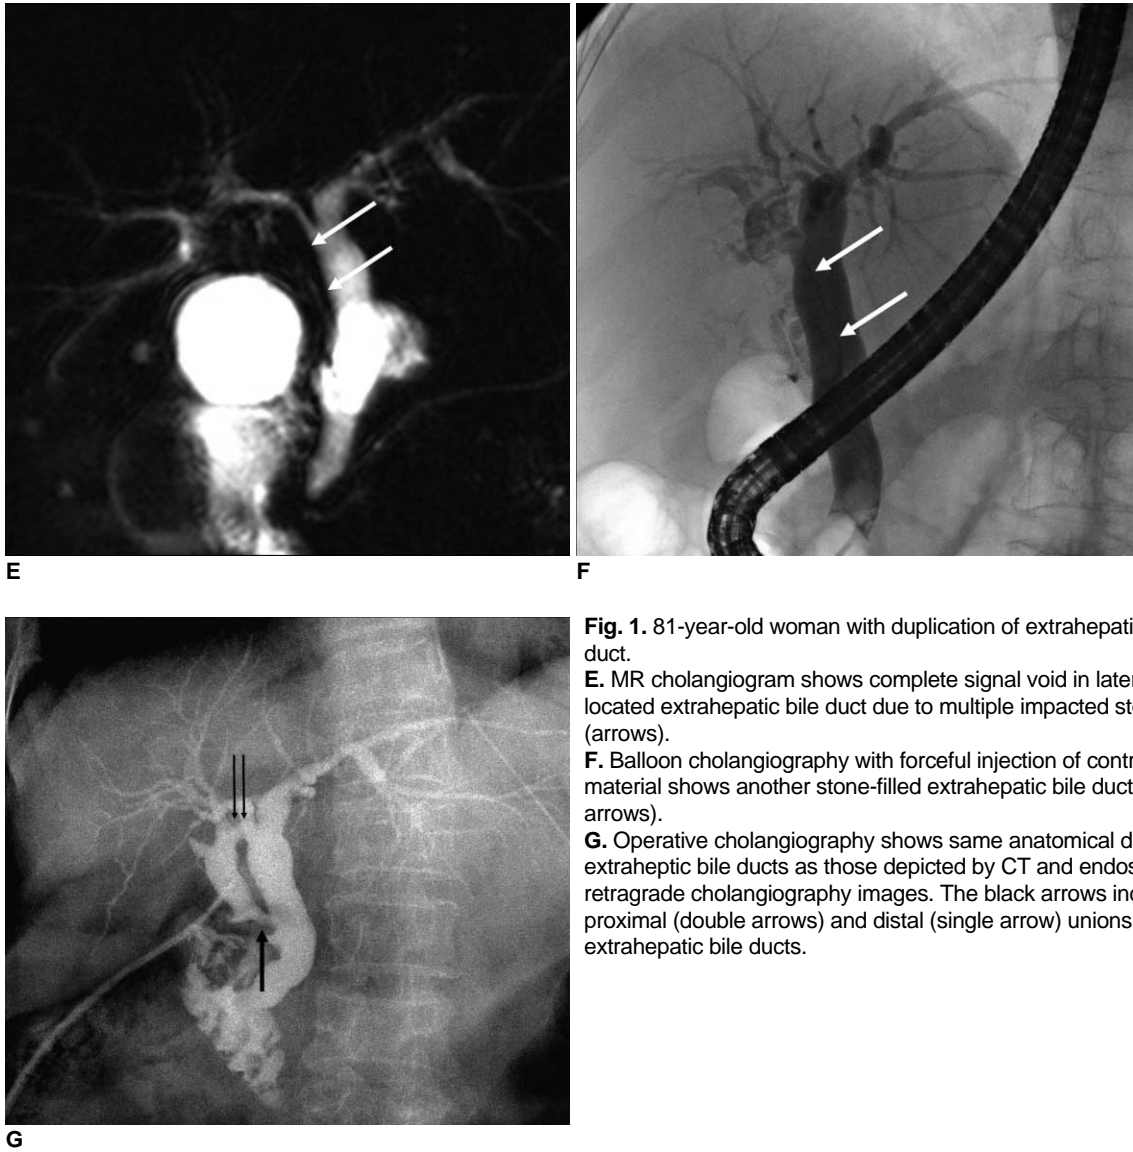 E
F
G
Fig. 1. 81-year-old woman with duplication of extrahepati
duct.
E. MR cholangiogram shows complete signal void in later
located extrahepatic bile duct due to multiple impacted st
(arrows).
F. Balloon cholangiography with forceful injection of contr
material shows another stone-filled extrahepatic bile duct
arrows).
G. Operative cholangiography shows same anatomical d
extraheptic bile ducts as those depicted by CT and endos
retragrade cholangiography images. The black arrows inc
proximal (double arrows) and distal (single arrow) unions
extrahepatic bile ducts.